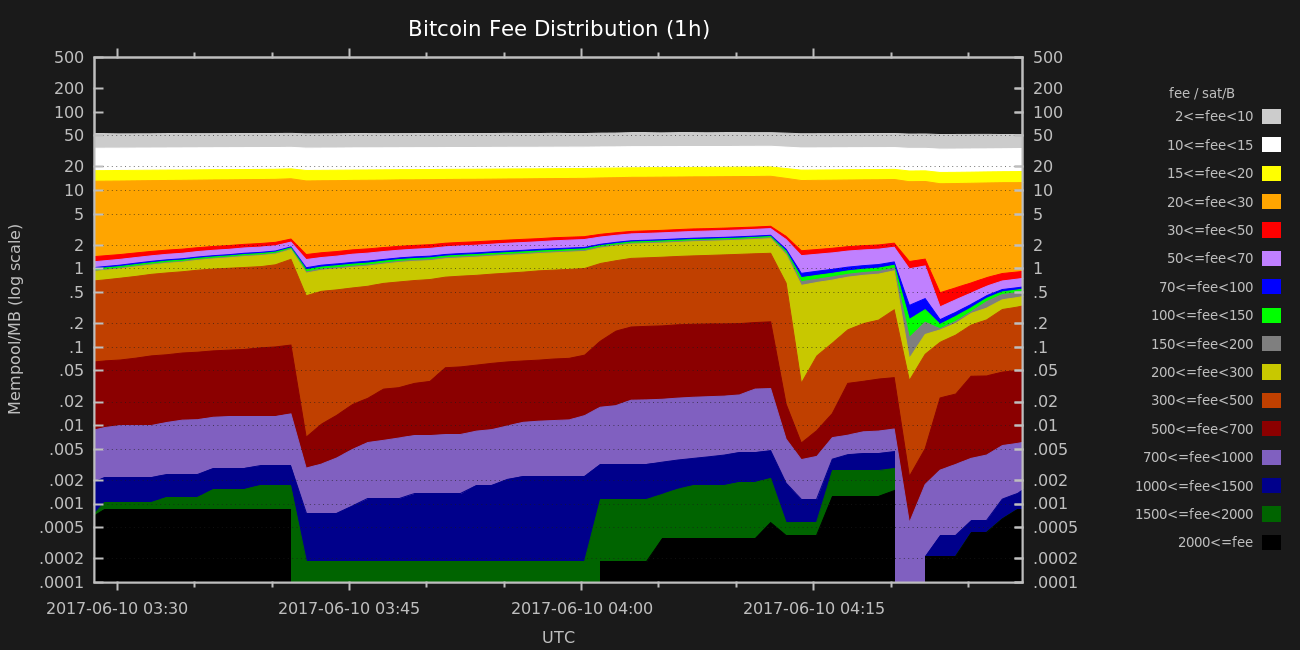 Bitcoin Fee Distribution (1h)
Mempool/MB (log scale)
500
200
100
50
20
10
5
2
1
.5
.2
.1
.05
.02
.01
.005
.002
.001
.0005
.0002
.0001
500
200
100
50
20
10
5
2
1
.5
.2
.1
.05
.02
.01
.005
.002
.001
.0005
.0002
.0001
2017-06-10 03:30
2017-06-10 03:45
2017-06-10 04:00
2017-06-10 04:15
UTC
fee / sat/B
2<=fee<10
10<=fee<15
15<=fee<20
20<=fee<30
30<=fee<50
50<=fee<70
70<=fee<100
100<=fee<150
150<=fee<200
200<=fee<300
300<=fee<500
500<=fee<700
700<=fee<1000
1000<=fee<1500
1500<=fee<2000
2000<=fee